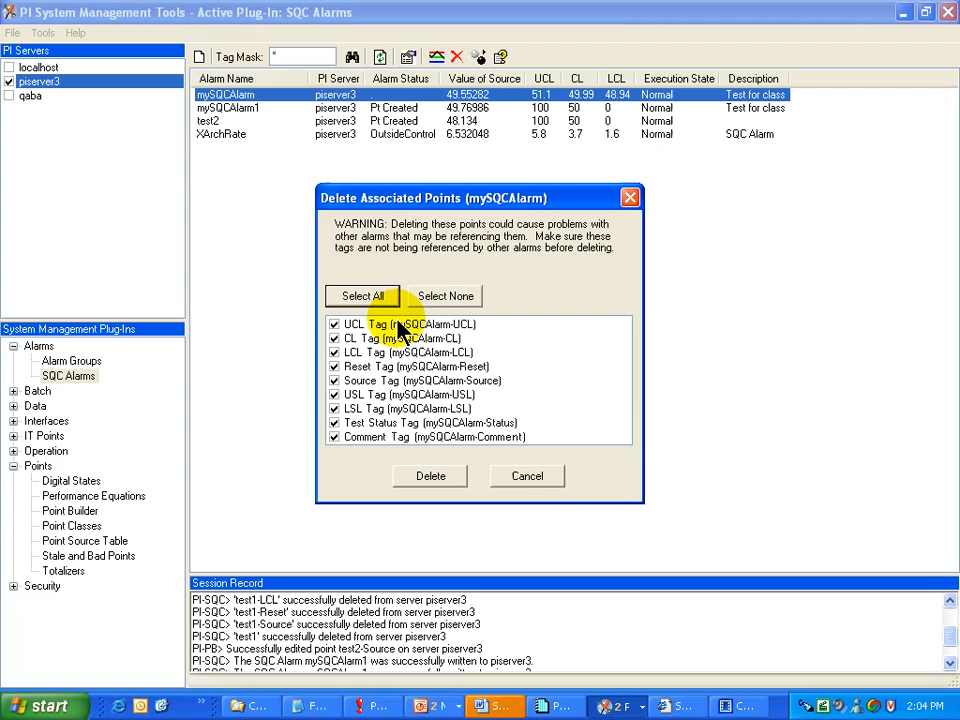 PI System Management Tools - Active Plug-In: SQC Alarms
File Tools Help
PI Servers
localhost
piserver3
qaba
Tag Mask: *
Alarm Name PI Server Alarm Status Value of Source UCL CL LCL Execution State Description
mySQCAlarm piserver3 . 49.55282 51.1 49.99 48.94 Normal Test for class
mySQCAlarm1 piserver3 Pt Created 49.76986 100 50 0 Normal Test for class
test2 piserver3 Pt Created 48.134 100 50 0 Normal
XArchRate piserver3 OutsideControl 6.532048 5.8 3.7 1.6 Normal SQC Alarm
Delete Associated Points (mySQCAlarm)
WARNING: Deleting these points could cause problems with
other alarms that may be referencing them. Make sure these
tags are not being referenced by other alarms before deleting.
Select All Select None
UCL Tag (mySQCAlarm-UCL)
CL Tag (mySQCAlarm-CL)
LCL Tag (mySQCAlarm-LCL)
Reset Tag (mySQCAlarm-Reset)
Source Tag (mySQCAlarm-Source)
USL Tag (mySQCAlarm-USL)
LSL Tag (mySQCAlarm-LSL)
Test Status Tag (mySQCAlarm-Status)
Comment Tag (mySQCAlarm-Comment)
Delete Cancel
System Management Plug-Ins
Alarms
Alarm Groups
SQC Alarms
Batch
Data
Interfaces
IT Points
Operation
Points
Digital States
Performance Equations
Point Builder
Point Classes
Point Source Table
Stale and Bad Points
Totalizers
Security
Session Record
PI-SQC> 'test1-LCL' successfully deleted from server piserver3
PI-SQC> 'test1-Reset' successfully deleted from server piserver3
PI-SQC> 'test1-Source' successfully deleted from server piserver3
PI-SQC> 'test1' successfully deleted from server piserver3
PI-PB> Successfully edited point test2-Source on server piserver3
PI-SQC> The SQC Alarm mySQCAlarm1 was successfully written to piserver3.
start C... F... P... 2 M S... P... 2 F S... C... 2:04 PM